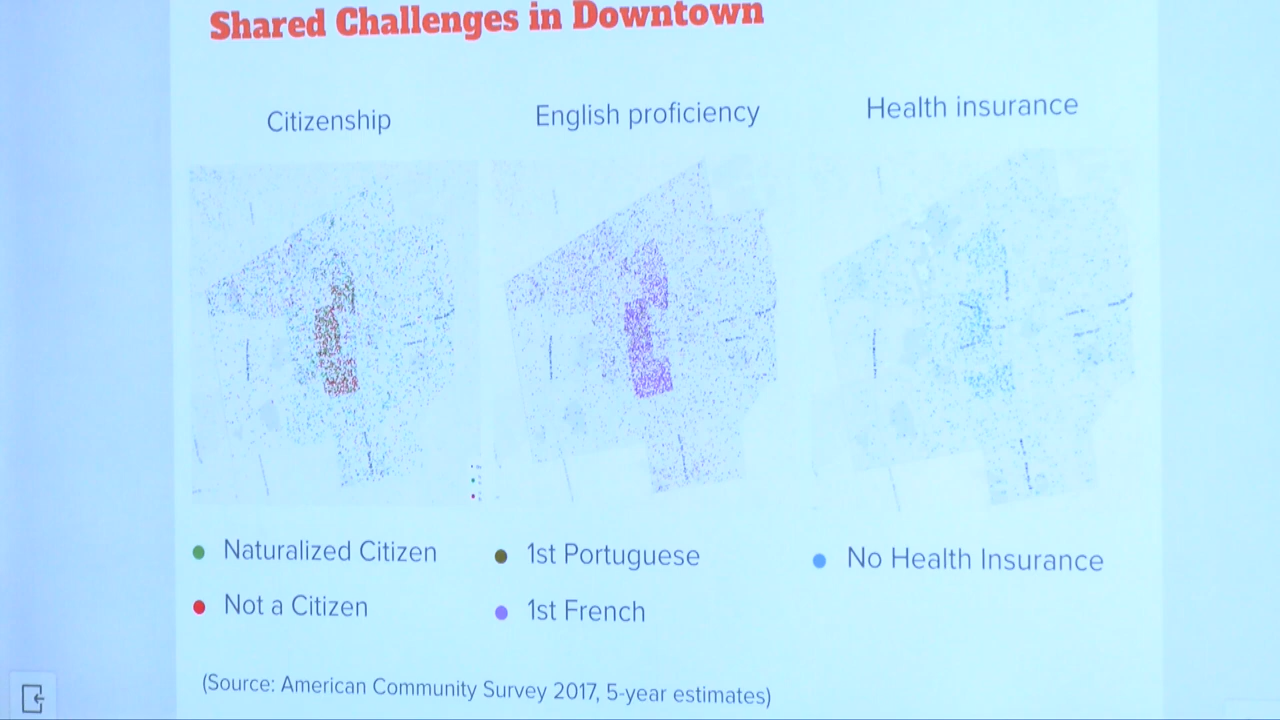 Shared Challenges in Downtown
Citizenship
English proficiency
Health insurance
Naturalized Citizen
Not a Citizen
1st Portuguese
1st French
No Health Insurance
(Source: American Community Survey 2017, 5-year estimates)